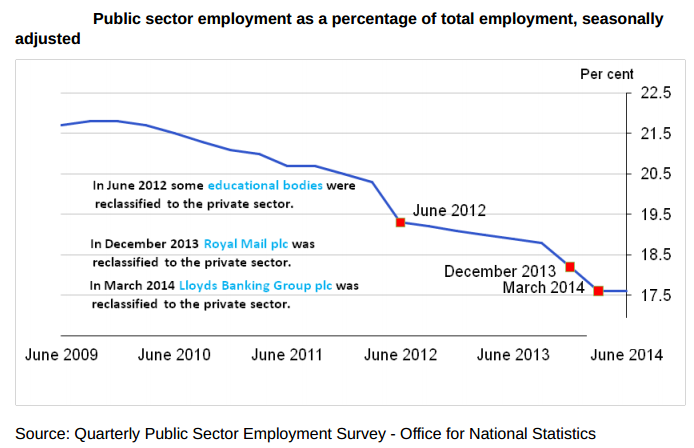 Public sector employment as a percentage of total employment, seasonally
adjusted
Per cent
22.5
21.5
20.5
19.5
18.5
17.5
In June 2012 some educational bodies were
reclassified to the private sector.
June 2012
In December 2013 Royal Mail plc was
reclassified to the private sector.
December 2013
In March 2014 Lloyds Banking Group plc was
reclassified to the private sector.
March 2014
June 2009 June 2010 June 2011 June 2012 June 2013 June 2014
Source: Quarterly Public Sector Employment Survey - Office for National Statistics